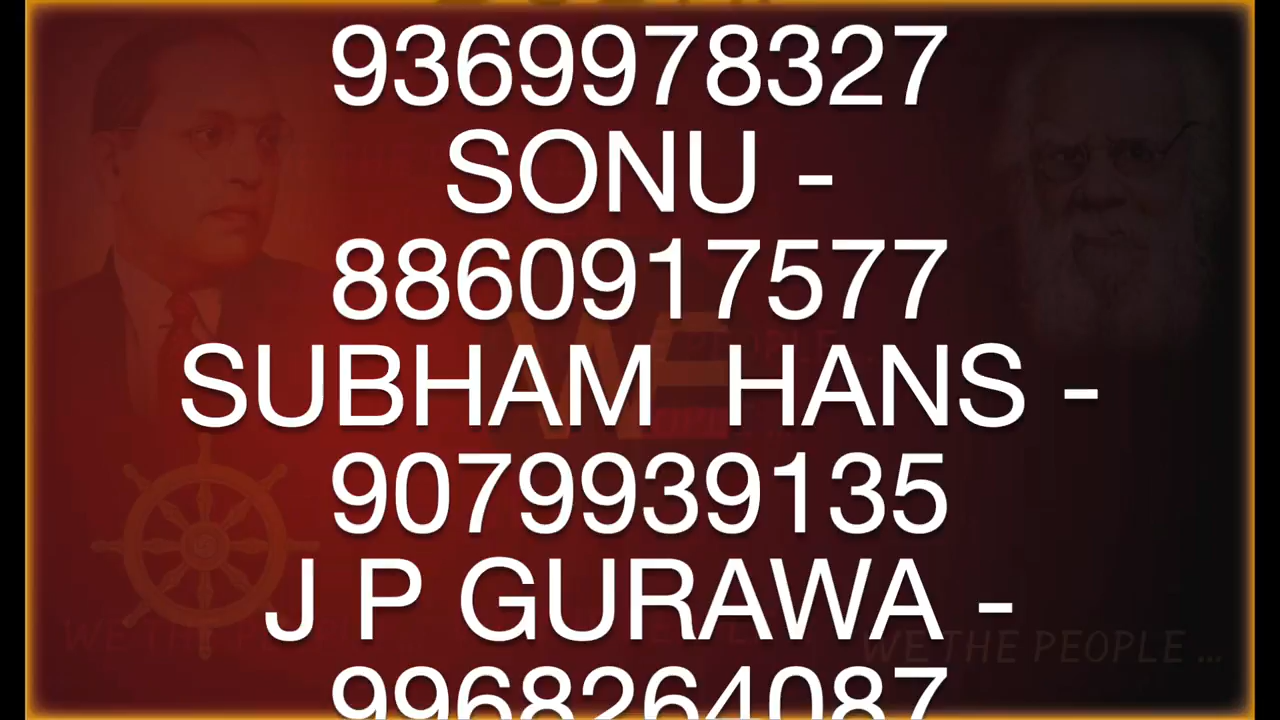 9369978327
SONU -
8860917577
SUBHAM HANS -
9079939135
J P GURAWA -
9968264087
WE THE PEOPLE ...